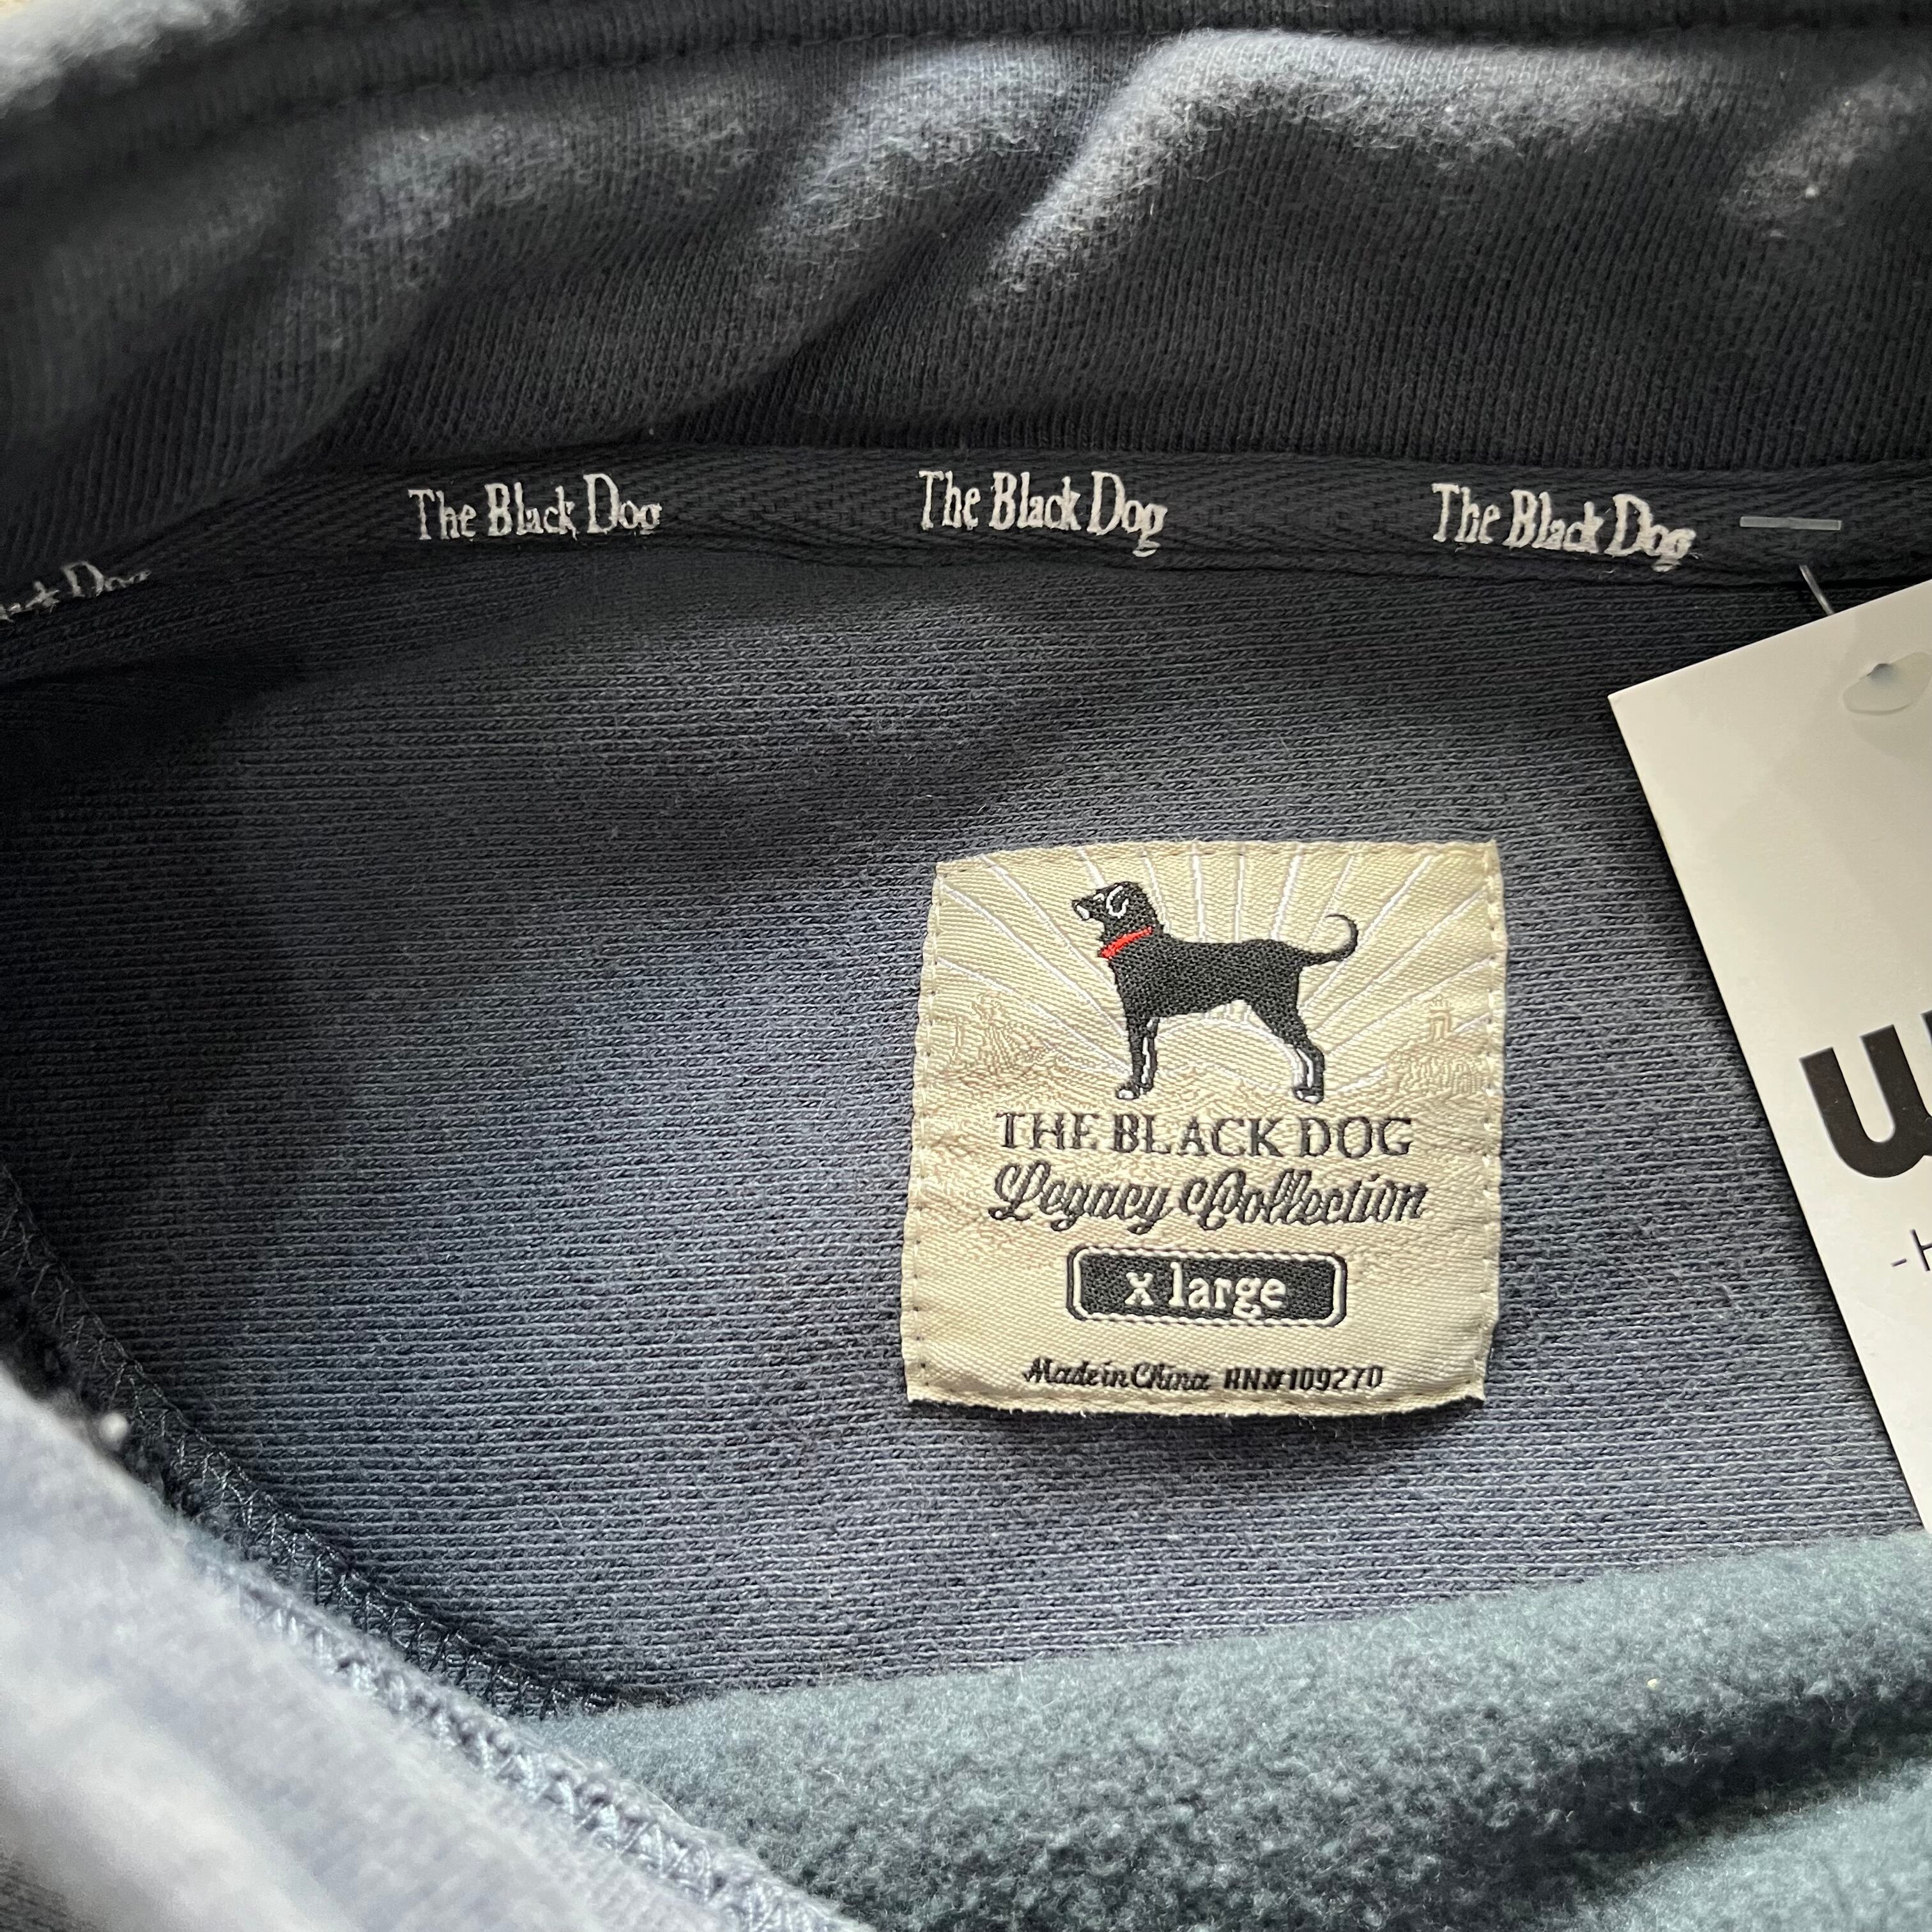 The Black Dog
The Black Dog
The Black Dog
Dog
THE BLACK DOG
Legacy Collection
x large
Made in China RN#109270